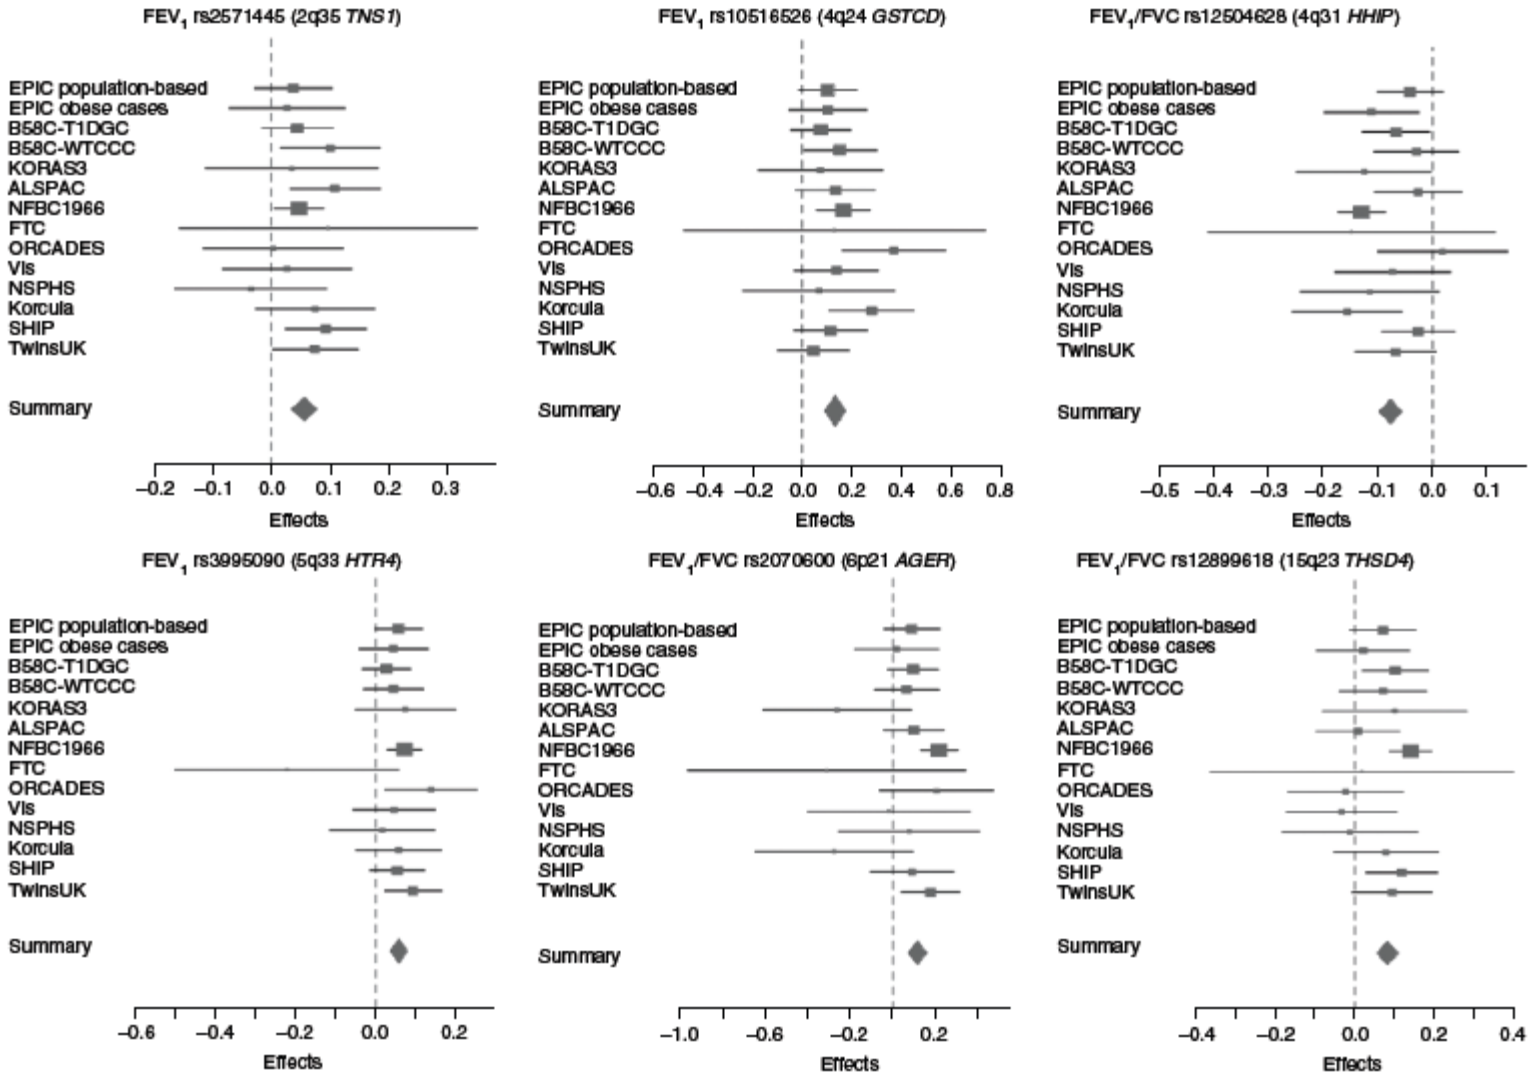 FEV1 rs2571445 (2q35 TNS1)
EPIC population-based
EPIC obese cases
B58C-T1DGC
B58C-WTCCC
KORAS3
ALSPAC
NFBC1966
FTC
ORCADES
Vis
NSPHS
Korcula
SHIP
TwinsUK
Summary
−0.2 −0.1 0.0 0.1 0.2 0.3
Effects
FEV1 rs10516526 (4q24 GSTCD)
EPIC population-based
EPIC obese cases
B58C-T1DGC
B58C-WTCCC
KORAS3
ALSPAC
NFBC1966
FTC
ORCADES
Vis
NSPHS
Korcula
SHIP
TwinsUK
Summary
−0.6 −0.4 −0.2 0.0 0.2 0.4 0.6 0.8
Effects
FEV1/FVC rs12504628 (4q31 HHIP)
EPIC population-based
EPIC obese cases
B58C-T1DGC
B58C-WTCCC
KORAS3
ALSPAC
NFBC1966
FTC
ORCADES
Vis
NSPHS
Korcula
SHIP
TwinsUK
Summary
−0.5 −0.4 −0.3 −0.2 −0.1 0.0 0.1
Effects
FEV1 rs3995090 (5q33 HTR4)
EPIC population-based
EPIC obese cases
B58C-T1DGC
B58C-WTCCC
KORAS3
ALSPAC
NFBC1966
FTC
ORCADES
Vis
NSPHS
Korcula
SHIP
TwinsUK
Summary
−0.6 −0.4 −0.2 0.0 0.2
Effects
FEV1/FVC rs2070600 (6p21 AGER)
EPIC population-based
EPIC obese cases
B58C-T1DGC
B58C-WTCCC
KORAS3
ALSPAC
NFBC1966
FTC
ORCADES
Vis
NSPHS
Korcula
SHIP
TwinsUK
Summary
−1.0 −0.6 −0.2 0.2
Effects
FEV1/FVC rs12899618 (15q23 THSD4)
EPIC population-based
EPIC obese cases
B58C-T1DGC
B58C-WTCCC
KORAS3
ALSPAC
NFBC1966
FTC
ORCADES
Vis
NSPHS
Korcula
SHIP
TwinsUK
Summary
−0.4 −0.2 0.0 0.2 0.4
Effects